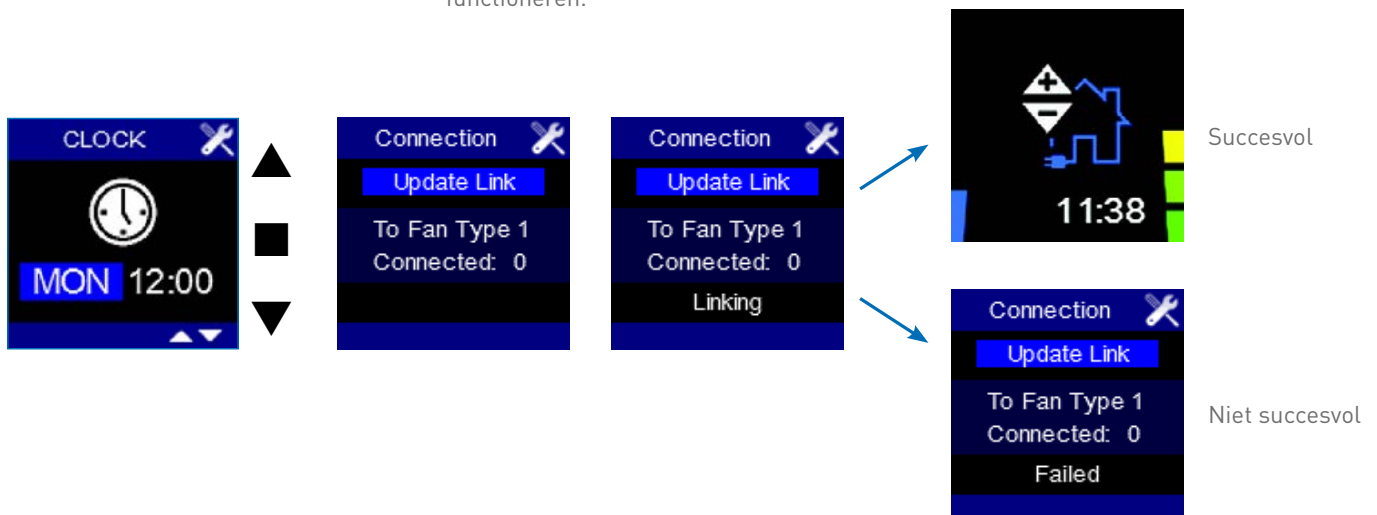 functioneren.
CLOCK
MON 12:00
Connection
Update Link
To Fan Type 1
Connected: 0
Connection
Update Link
To Fan Type 1
Connected: 0
Linking
11:38
Succesvol
Connection
Update Link
To Fan Type 1
Connected: 0
Failed
Niet succesvol